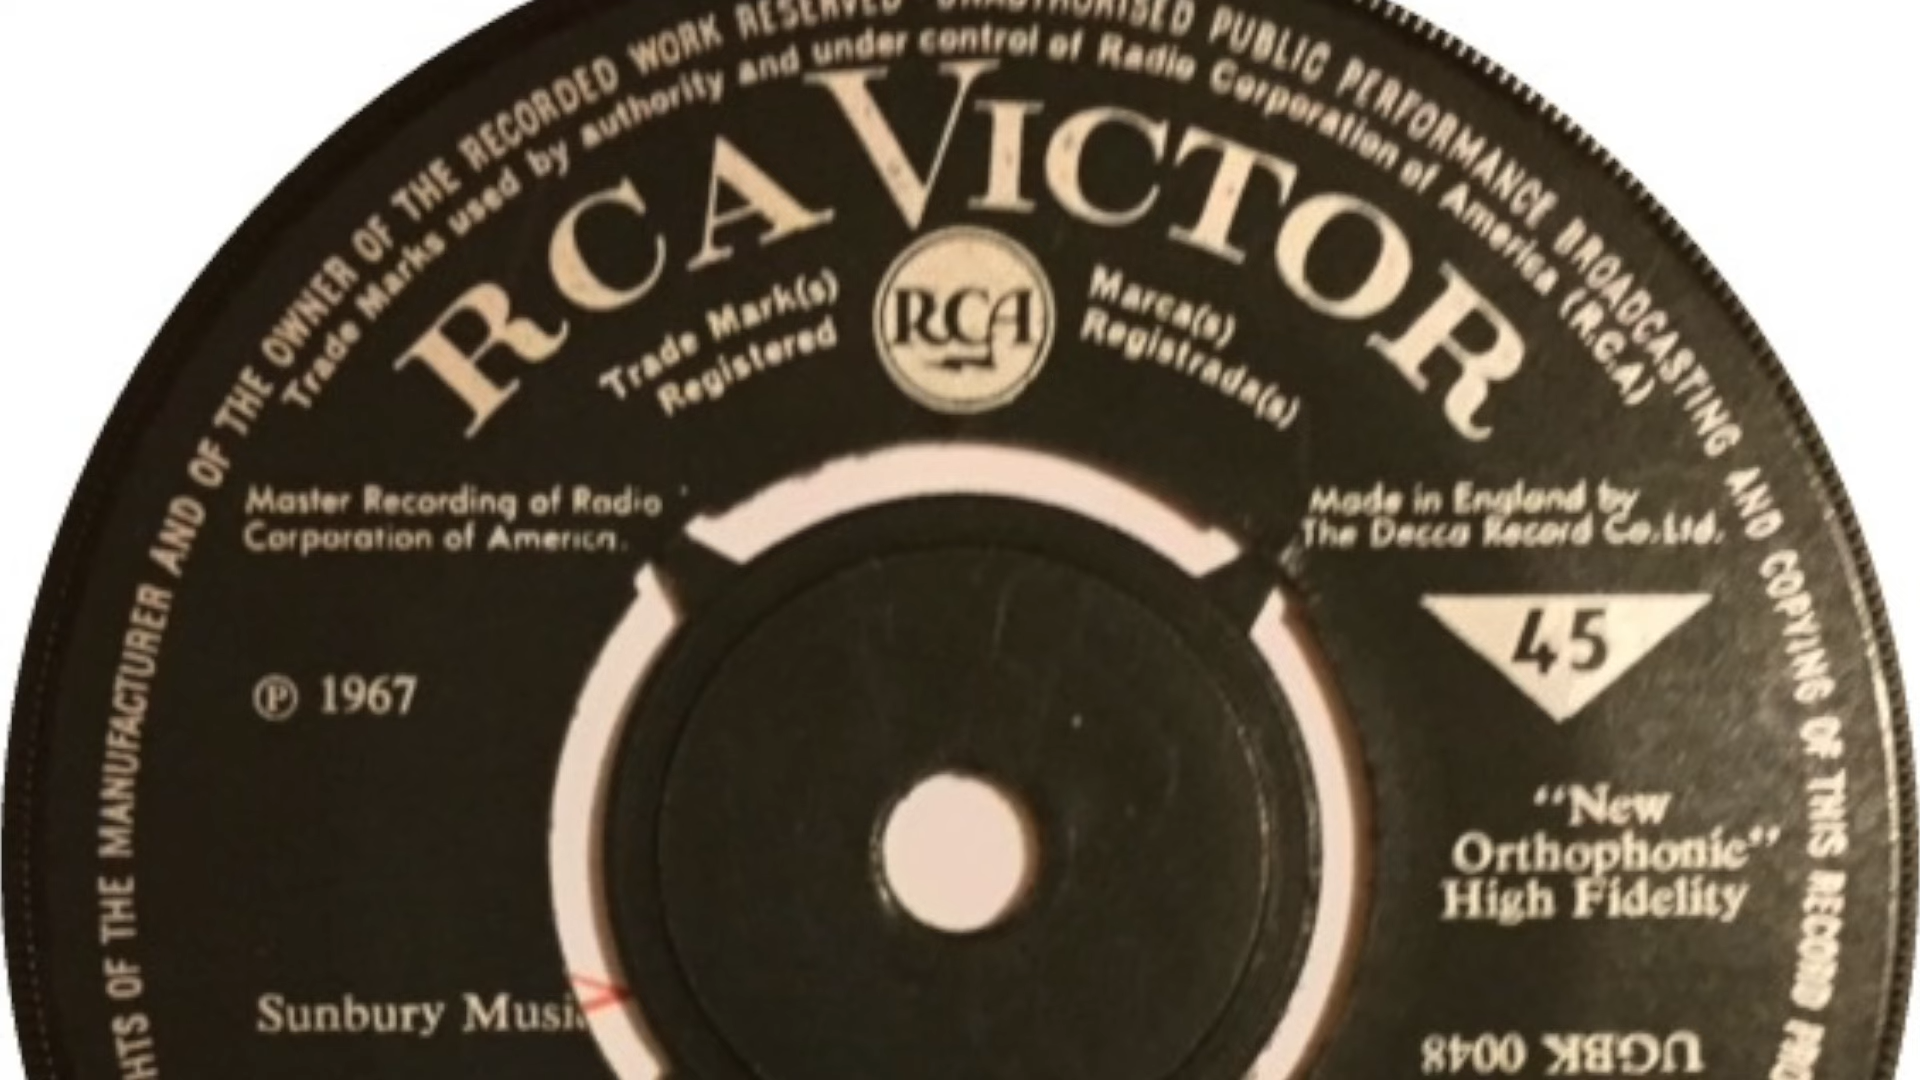 HTS OF THE MANUFACTURER AND OF THE OWNER OF THE RECORDED WORK RESERVED UNAUTHORISED PUBLIC PERFORMANCE BROADCASTING AND COPYING OF THIS RECORD PRO
Trade Marks used by authority and under control of Radio Corporation of America (R.C.A)
RCA VICTOR
Trade Mark(s)
Registered
RCA
Marca(s)
Registrada(s)
Master Recording of Radio
Corporation of America.
Made in England by
The Decca Record Co. Ltd.
45
℗ 1967
"New
Orthophonic"
High Fidelity
Sunbury Music
UGBK 0048